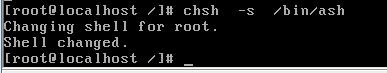 [root@localhost /]# chsh  -s  /bin/ash
Changing shell for root.
Shell changed.
[root@localhost /]# _